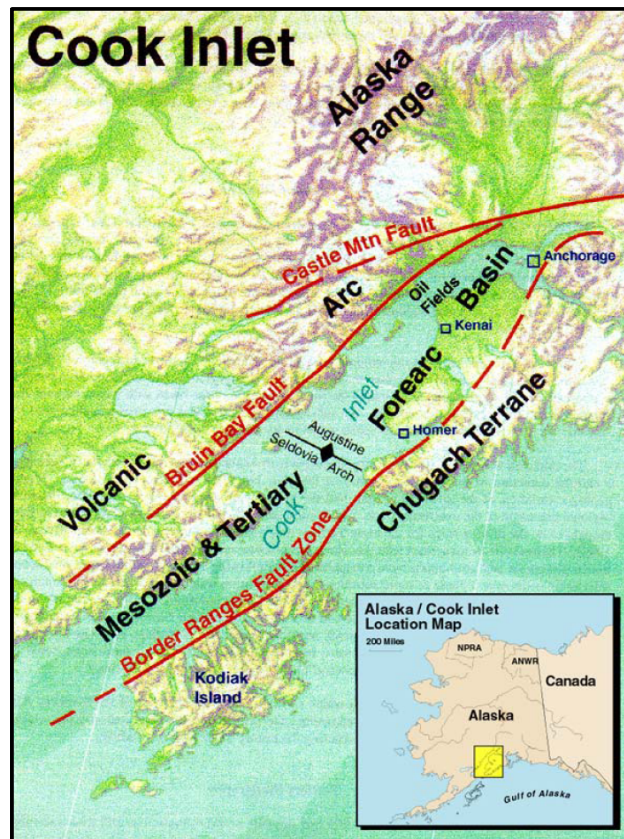 Cook Inlet
Alaska
Range
Castle Mtn Fault
Arc
Oil
Fields
Basin
Anchorage
Kenai
Inlet
Forearc
Bruin Bay Fault
Homer
Augustine
Seldovia
Arch
Chugach Terrane
Volcanic
Mesozoic & Tertiary
Cook
Border Ranges Fault Zone
Kodiak
Island
Alaska / Cook Inlet
Location Map
200 Miles
NPRA
ANWR
Canada
Alaska
Gulf of Alaska